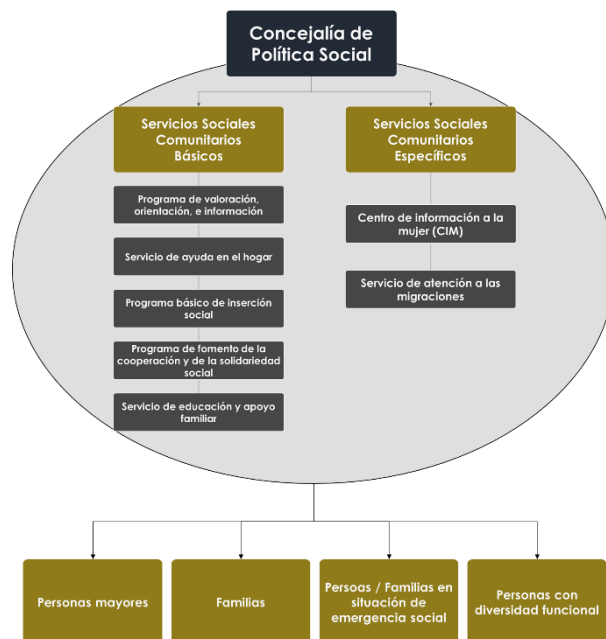 Concejalía de
Política Social
Servicios Sociales
Comunitarios
Básicos
Programa de valoración,
orientación, e información
Servicio de ayuda en el hogar
Programa básico de inserción
social
Programa de fomento de la
cooperación y de la solidariedad
social
Servicio de educación y apoyo
familiar
Servicios Sociales
Comunitarios
Específicos
Centro de información a la
mujer (CIM)
Servicio de atención a las
migraciones
Personas mayores
Familias
Persoas / Familias en
situación de
emergencia social
Personas con
diversidad funcional